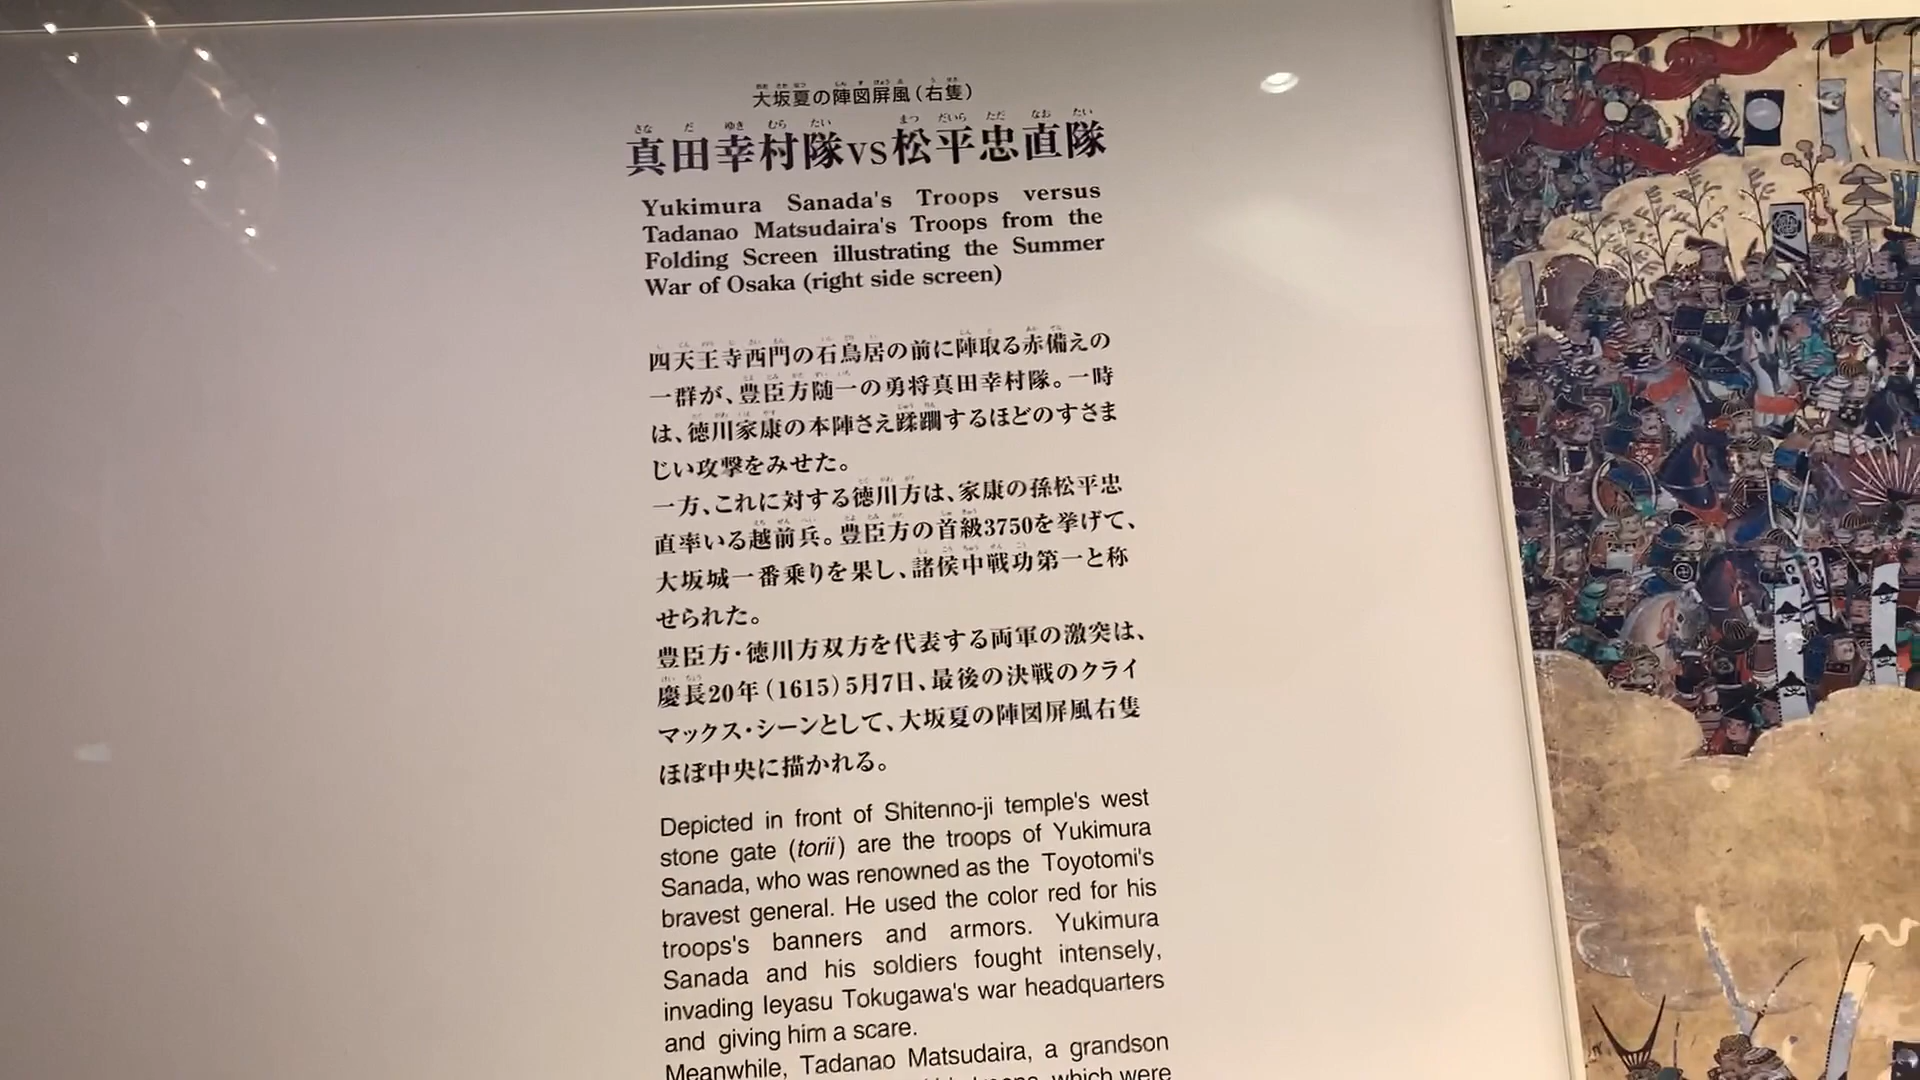 大坂夏の陣図屏風(右隻)
真田幸村隊vs松平忠直隊
Yukimura Sanada's Troops versus
Tadanao Matsudaira's Troops from the
Folding Screen illustrating the Summer
War of Osaka (right side screen)
四天王寺西門の石鳥居の前に陣取る赤備えの
一群が、豊臣方随一の勇将真田幸村隊。一時
は、徳川家康の本陣さえ蹂躙するほどのすさま
じい攻撃をみせた。
一方、これに対する徳川方は、家康の孫松平忠
直率いる越前兵。豊臣方の首級3750を挙げて、
大坂城一番乗りを果し、諸侯中戦功第一と称
せられた。
豊臣方・徳川方双方を代表する両軍の激突は、
慶長20年(1615)5月7日、最後の決戦のクライ
マックス・シーンとして、大坂夏の陣図屏風右隻
ほぼ中央に描かれる。
Depicted in front of Shitenno-ji temple's west
stone gate (torii) are the troops of Yukimura
Sanada, who was renowned as the Toyotomi's
bravest general. He used the color red for his
troops's banners and armors. Yukimura
Sanada and his soldiers fought intensely,
invading Ieyasu Tokugawa's war headquarters
and giving him a scare.
Meanwhile, Tadanao Matsudaira, a grandson
which were